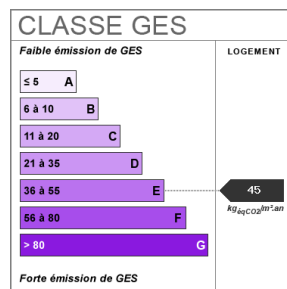 CLASSE GES
Faible émission de GES
LOGEMENT
≤ 5 A
6 à 10 B
11 à 20 C
21 à 35 D
36 à 55 E
45
kgéqCO2/m².an
56 à 80 F
> 80 G
Forte émission de GES